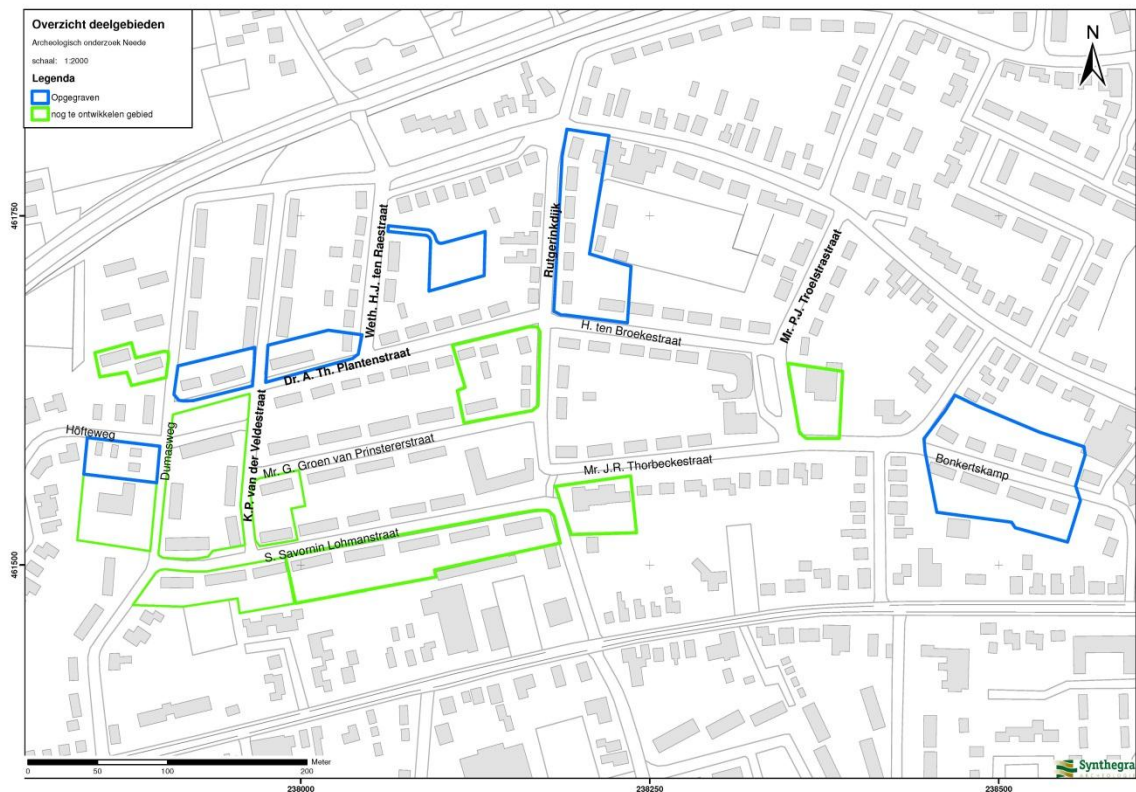 Overzicht deelgebieden
Archeologisch onderzoek Neede
schaal: 1:2000
Legenda
Opgegraven
nog te ontwikkelen gebied
N
461750
Weth. H.J. ten Raestraat
Rutgerinkdijk
Mr. P.J. Troelstrastraat
H. ten Broekestraat
Dr. A. Th. Plantenstraat
Höfteweg
Dumasweg
K.P. van der Veldestraat
Mr. G. Groen van Prinstererstraat
Mr. J.R. Thorbeckestraat
Bonkertskamp
S. Savornin Lohmanstraat
461500
Meter
0 50 100 200
Synthegra
ARCHEOLOGIE
238000 238250 238500